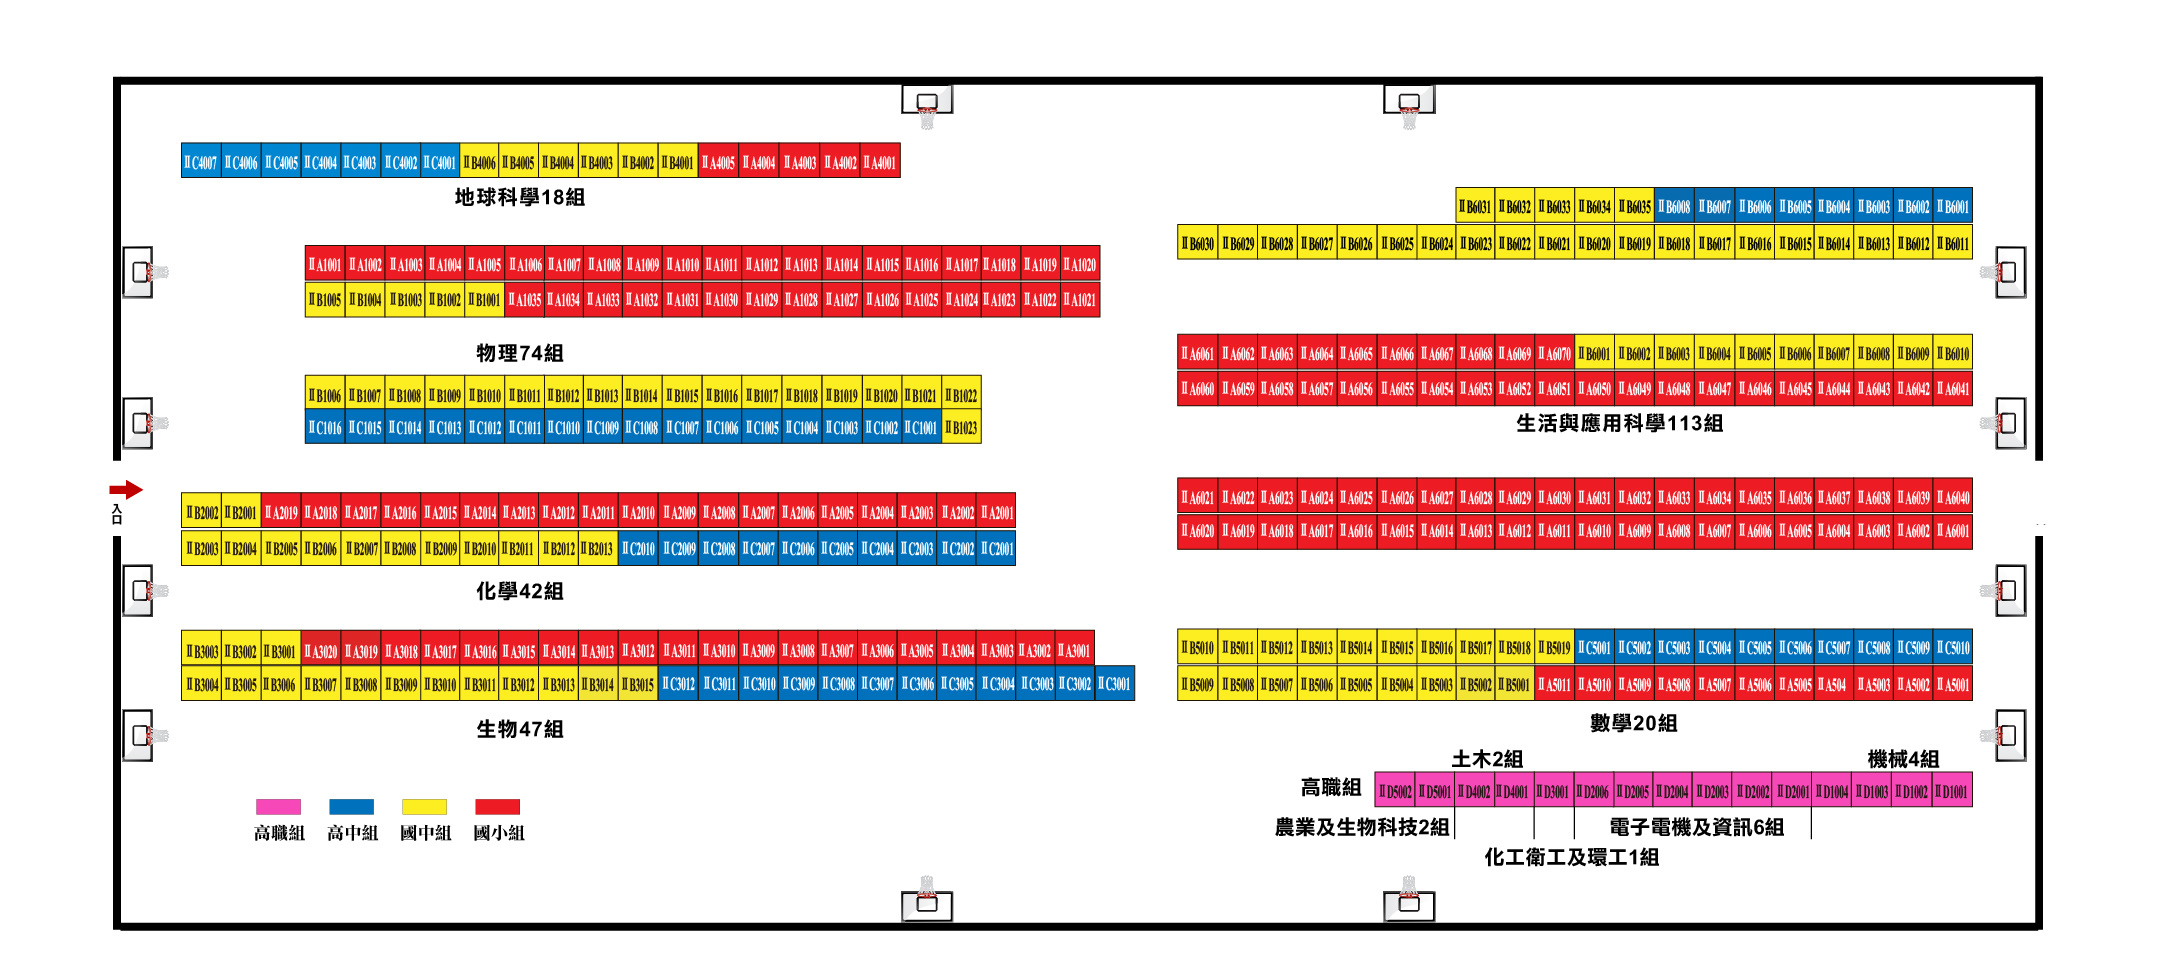 ⅡC4007 ⅡC4006 ⅡC4005 ⅡC4004 ⅡC4003 ⅡC4002 ⅡC4001 ⅡB4006 ⅡB4005 ⅡB4004 ⅡB4003 ⅡB4002 ⅡB4001 ⅡA4005 ⅡA4004 ⅡA4003 ⅡA4002 ⅡA4001
地球科學18組
ⅡA1001 ⅡA1002 ⅡA1003 ⅡA1004 ⅡA1005 ⅡA1006 ⅡA1007 ⅡA1008 ⅡA1009 ⅡA1010 ⅡA1011 ⅡA1012 ⅡA1013 ⅡA1014 ⅡA1015 ⅡA1016 ⅡA1017 ⅡA1018 ⅡA1019 ⅡA1020
ⅡB1005 ⅡB1004 ⅡB1003 ⅡB1002 ⅡB1001 ⅡA1035 ⅡA1034 ⅡA1033 ⅡA1032 ⅡA1031 ⅡA1030 ⅡA1029 ⅡA1028 ⅡA1027 ⅡA1026 ⅡA1025 ⅡA1024 ⅡA1023 ⅡA1022 ⅡA1021
物理74組
ⅡB1006 ⅡB1007 ⅡB1008 ⅡB1009 ⅡB1010 ⅡB1011 ⅡB1012 ⅡB1013 ⅡB1014 ⅡB1015 ⅡB1016 ⅡB1017 ⅡB1018 ⅡB1019 ⅡB1020 ⅡB1021 ⅡB1022
ⅡC1016 ⅡC1015 ⅡC1014 ⅡC1013 ⅡC1012 ⅡC1011 ⅡC1010 ⅡC1009 ⅡC1008 ⅡC1007 ⅡC1006 ⅡC1005 ⅡC1004 ⅡC1003 ⅡC1002 ⅡC1001 ⅡB1023
ⅡB2002 ⅡB2001 ⅡA2019 ⅡA2018 ⅡA2017 ⅡA2016 ⅡA2015 ⅡA2014 ⅡA2013 ⅡA2012 ⅡA2011 ⅡA2010 ⅡA2009 ⅡA2008 ⅡA2007 ⅡA2006 ⅡA2005 ⅡA2004 ⅡA2003 ⅡA2002 ⅡA2001
ⅡB2003 ⅡB2004 ⅡB2005 ⅡB2006 ⅡB2007 ⅡB2008 ⅡB2009 ⅡB2010 ⅡB2011 ⅡB2012 ⅡB2013 ⅡC2010 ⅡC2009 ⅡC2008 ⅡC2007 ⅡC2006 ⅡC2005 ⅡC2004 ⅡC2003 ⅡC2002 ⅡC2001
化學42組
ⅡB3003 ⅡB3002 ⅡB3001 ⅡA3020 ⅡA3019 ⅡA3018 ⅡA3017 ⅡA3016 ⅡA3015 ⅡA3014 ⅡA3013 ⅡA3012 ⅡA3011 ⅡA3010 ⅡA3009 ⅡA3008 ⅡA3007 ⅡA3006 ⅡA3005 ⅡA3004 ⅡA3003 ⅡA3002 ⅡA3001
ⅡB3004 ⅡB3005 ⅡB3006 ⅡB3007 ⅡB3008 ⅡB3009 ⅡB3010 ⅡB3011 ⅡB3012 ⅡB3013 ⅡB3014 ⅡB3015 ⅡC3012 ⅡC3011 ⅡC3010 ⅡC3009 ⅡC3008 ⅡC3007 ⅡC3006 ⅡC3005 ⅡC3004 ⅡC3003 ⅡC3002 ⅡC3001
生物47組
高職組 高中組 國中組 國小組
ⅡB6031 ⅡB6032 ⅡB6033 ⅡB6034 ⅡB6035 ⅡB6008 ⅡB6007 ⅡB6006 ⅡB6005 ⅡB6004 ⅡB6003 ⅡB6002 ⅡB6001
ⅡB6030 ⅡB6029 ⅡB6028 ⅡB6027 ⅡB6026 ⅡB6025 ⅡB6024 ⅡB6023 ⅡB6022 ⅡB6021 ⅡB6020 ⅡB6019 ⅡB6018 ⅡB6017 ⅡB6016 ⅡB6015 ⅡB6014 ⅡB6013 ⅡB6012 ⅡB6011
ⅡA6061 ⅡA6062 ⅡA6063 ⅡA6064 ⅡA6065 ⅡA6066 ⅡA6067 ⅡA6068 ⅡA6069 ⅡA6070 ⅡB6001 ⅡB6002 ⅡB6003 ⅡB6004 ⅡB6005 ⅡB6006 ⅡB6007 ⅡB6008 ⅡB6009 ⅡB6010
ⅡA6060 ⅡA6059 ⅡA6058 ⅡA6057 ⅡA6056 ⅡA6055 ⅡA6054 ⅡA6053 ⅡA6052 ⅡA6051 ⅡA6050 ⅡA6049 ⅡA6048 ⅡA6047 ⅡA6046 ⅡA6045 ⅡA6044 ⅡA6043 ⅡA6042 ⅡA6041
生活與應用科學113組
ⅡA6021 ⅡA6022 ⅡA6023 ⅡA6024 ⅡA6025 ⅡA6026 ⅡA6027 ⅡA6028 ⅡA6029 ⅡA6030 ⅡA6031 ⅡA6032 ⅡA6033 ⅡA6034 ⅡA6035 ⅡA6036 ⅡA6037 ⅡA6038 ⅡA6039 ⅡA6040
ⅡA6020 ⅡA6019 ⅡA6018 ⅡA6017 ⅡA6016 ⅡA6015 ⅡA6014 ⅡA6013 ⅡA6012 ⅡA6011 ⅡA6010 ⅡA6009 ⅡA6008 ⅡA6007 ⅡA6006 ⅡA6005 ⅡA6004 ⅡA6003 ⅡA6002 ⅡA6001
ⅡB5010 ⅡB5011 ⅡB5012 ⅡB5013 ⅡB5014 ⅡB5015 ⅡB5016 ⅡB5017 ⅡB5018 ⅡB5019 ⅡC5001 ⅡC5002 ⅡC5003 ⅡC5004 ⅡC5005 ⅡC5006 ⅡC5007 ⅡC5008 ⅡC5009 ⅡC5010
ⅡB5009 ⅡB5008 ⅡB5007 ⅡB5006 ⅡB5005 ⅡB5004 ⅡB5003 ⅡB5002 ⅡB5001 ⅡA5011 ⅡA5010 ⅡA5009 ⅡA5008 ⅡA5007 ⅡA5006 ⅡA5005 ⅡA504 ⅡA5003 ⅡA5002 ⅡA5001
數學20組
土木2組 機械4組
高職組 ⅡD5002 ⅡD5001 ⅡD4002 ⅡD4001 ⅡD3001 ⅡD2006 ⅡD2005 ⅡD2004 ⅡD2003 ⅡD2002 ⅡD2001 ⅡD1004 ⅡD1003 ⅡD1002 ⅡD1001
農業及生物科技2組 電子電機及資訊6組
化工衛工及環工1組